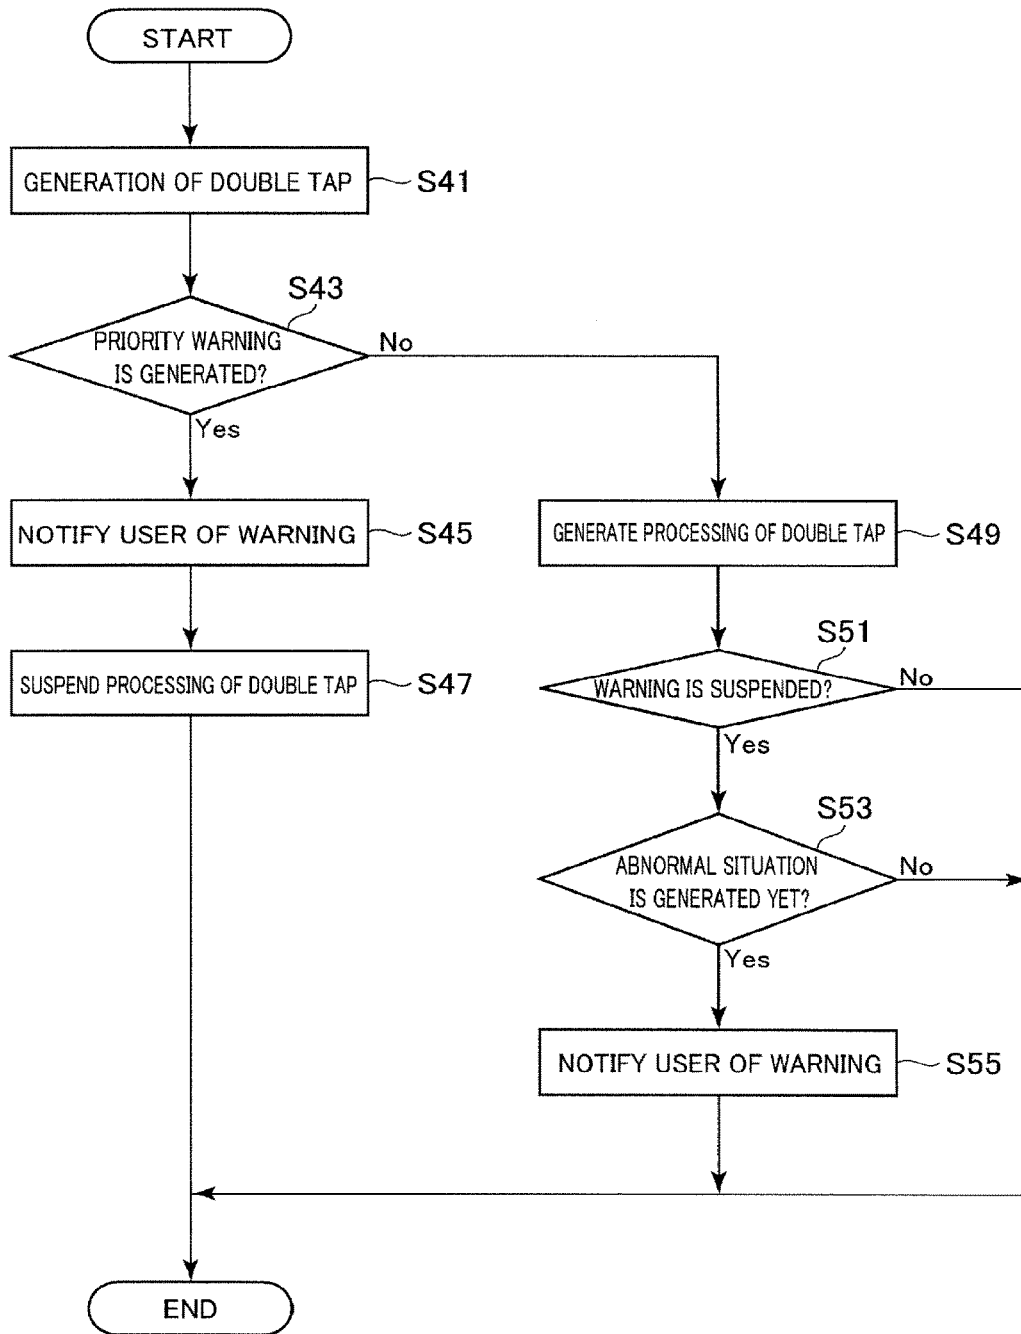 START
GENERATION OF DOUBLE TAP
S41
S43
PRIORITY WARNING
IS GENERATED?
No
Yes
NOTIFY USER OF WARNING
S45
GENERATE PROCESSING OF DOUBLE TAP
S49
SUSPEND PROCESSING OF DOUBLE TAP
S47
S51
WARNING IS SUSPENDED?
No
Yes
S53
ABNORMAL SITUATION
IS GENERATED YET?
No
Yes
NOTIFY USER OF WARNING
S55
END